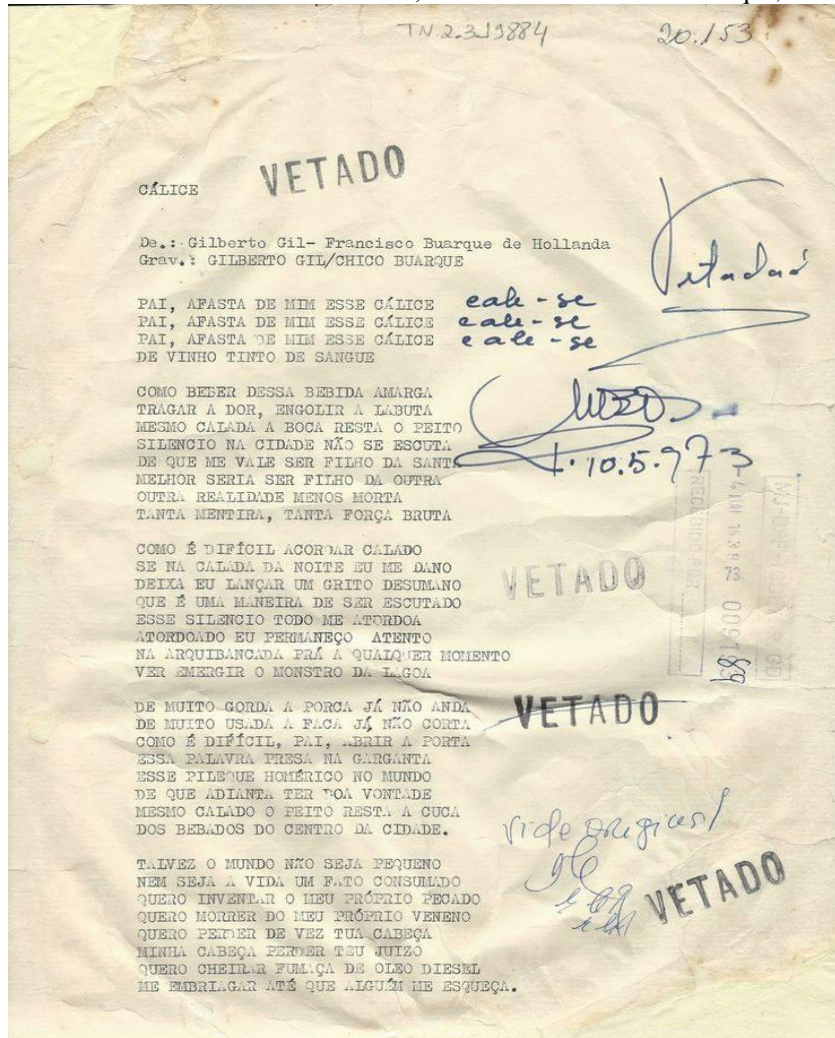 TN 2.3.19884
20.153
VETADO
CÁLICE
De.: Gilberto Gil- Francisco Buarque de Hollanda
Grav.: GILBERTO GIL/CHICO BUARQUE
Vetado
PAI, AFASTA DE MIM ESSE CÁLICE cale-se
PAI, AFASTA DE MIM ESSE CÁLICE cale-se
PAI, AFASTA DE MIM ESSE CÁLICE cale-se
DE VINHO TINTO DE SANGUE
COMO BEBER DESSA BEBIDA AMARGA
TRAGAR A DOR, ENGOLIR A LABUTA
MESMO CALADA A BOCA RESTA O PEITO
SILENCIO NA CIDADE NÃO SE ESCUTA
DE QUE ME VALE SER FILHO DA SANTA
10.5.973
MELHOR SERIA SER FILHO DA OUTRA
OUTRA REALIDADE MENOS MORTA
TANTA MENTIRA, TANTA FORÇA BRUTA
COMO É DIFÍCIL ACORDAR CALADO
SE NA CALADA DA NOITE EU ME DANO
DEIXA EU LANÇAR UM GRITO DESUMANO
QUE É UMA MANEIRA DE SER ESCUTADO
VETADO
ESSE SILENCIO TODO ME ATORDOA
ATORDOADO EU PERMANEÇO ATENTO
NA ARQUIBANCADA PRÁ A QUALQUER MOMENTO
VER EMERGIR O MONSTRO DA LAGOA
DE MUITO GORDA A PORCA JÁ NÃO ANDA
VETADO
DE MUITO USADA A FACA JÁ NÃO CORTA
COMO É DIFÍCIL, PAI, ABRIR A PORTA
ESSA PALAVRA PRESA NA GARGANTA
ESSE PILEQUE HOMÉRICO NO MUNDO
DE QUE ADIANTA TER BOA VONTADE
MESMO CALADO O PEITO RESTA A CUCA
DOS BEBADOS DO CENTRO DA CIDADE.
vide original
TALVEZ O MUNDO NÃO SEJA PEQUENO
NEM SEJA A VIDA UM FATO CONSUMADO
VETADO
QUERO INVENTAR O MEU PRÓPRIO PECADO
QUERO MORRER DO MEU PRÓPRIO VENENO
QUERO PERDER DE VEZ TUA CABEÇA
MINHA CABEÇA PERDER TEU JUIZO
QUERO CHEIRAR FUMAÇA DE OLEO DIESEL
ME EMBRIAGAR ATÉ QUE ALGUÉM ME ESQUEÇA.